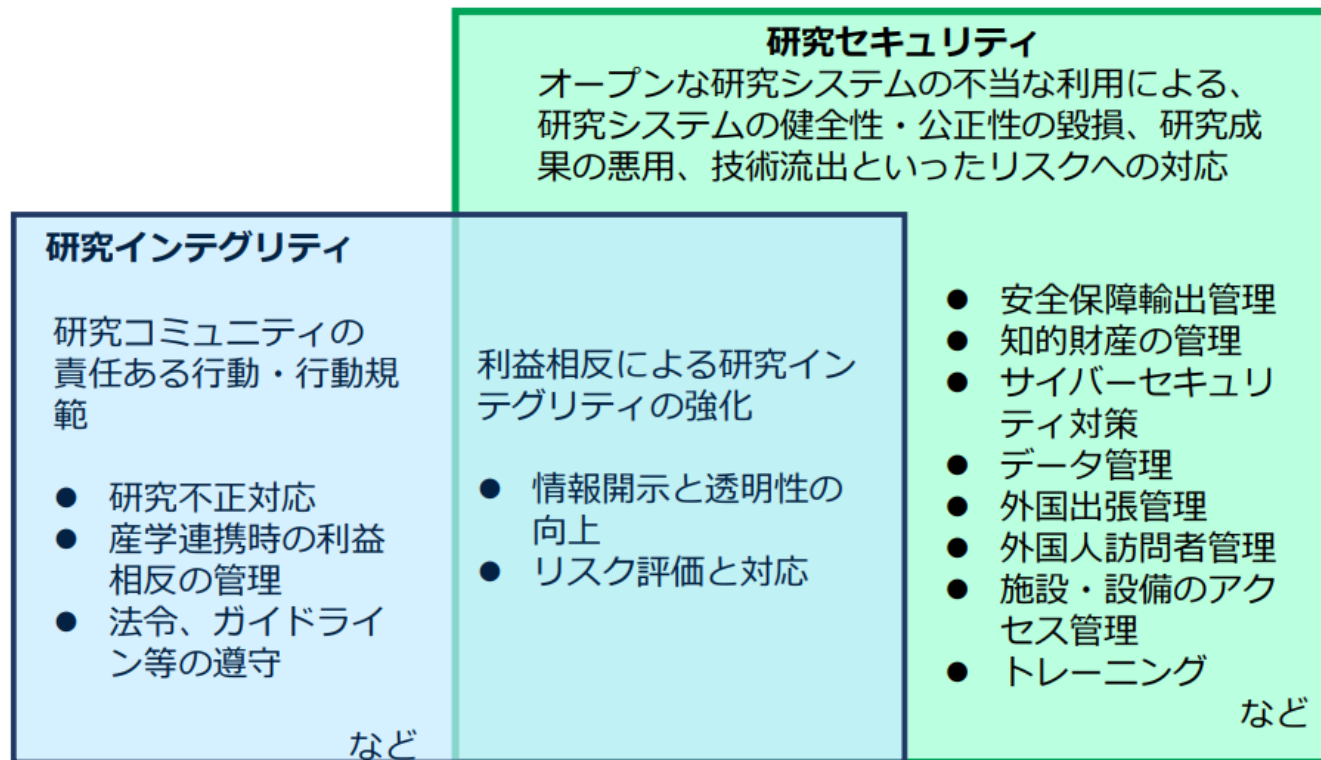 研究セキュリティ
オープンな研究システムの不当な利用による、
研究システムの健全性・公正性の毀損、研究成
果の悪用、技術流出といったリスクへの対応
研究インテグリティ
研究コミュニティの
責任ある行動・行動規
範
● 研究不正対応
● 産学連携時の利益
相反の管理
● 法令、ガイドライ
ン等の遵守
など
利益相反による研究イン
テグリティの強化
● 情報開示と透明性の
向上
● リスク評価と対応
● 安全保障輸出管理
● 知的財産の管理
● サイバーセキュリ
ティ対策
● データ管理
● 外国出張管理
● 外国人訪問者管理
● 施設・設備のアク
セス管理
● トレーニング
など